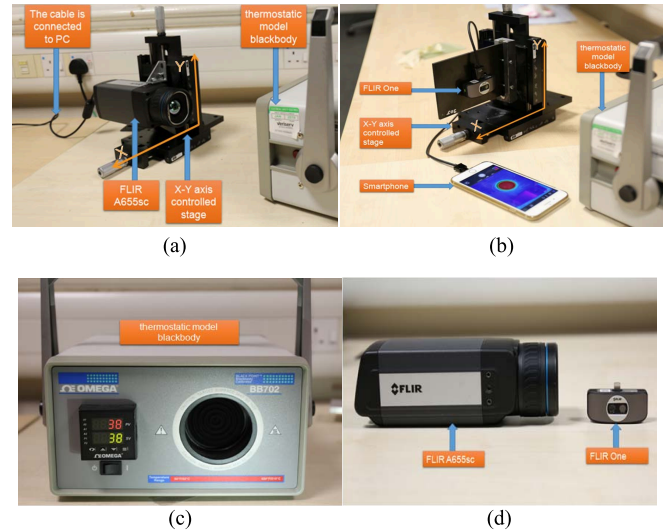 The cable is
connected
to PC
thermostatic
model
blackbody
Y
X
FLIR
A655sc
X-Y axis
controlled
stage
(a)
thermostatic model
blackbody
FLIR One
X-Y axis
controlled stage
Smartphone
Y
X
(b)
thermostatic model
blackbody
OMEGA
BB702
38
38
OMEGA
(c)
FLIR
FLIR A655sc
FLIR One
(d)